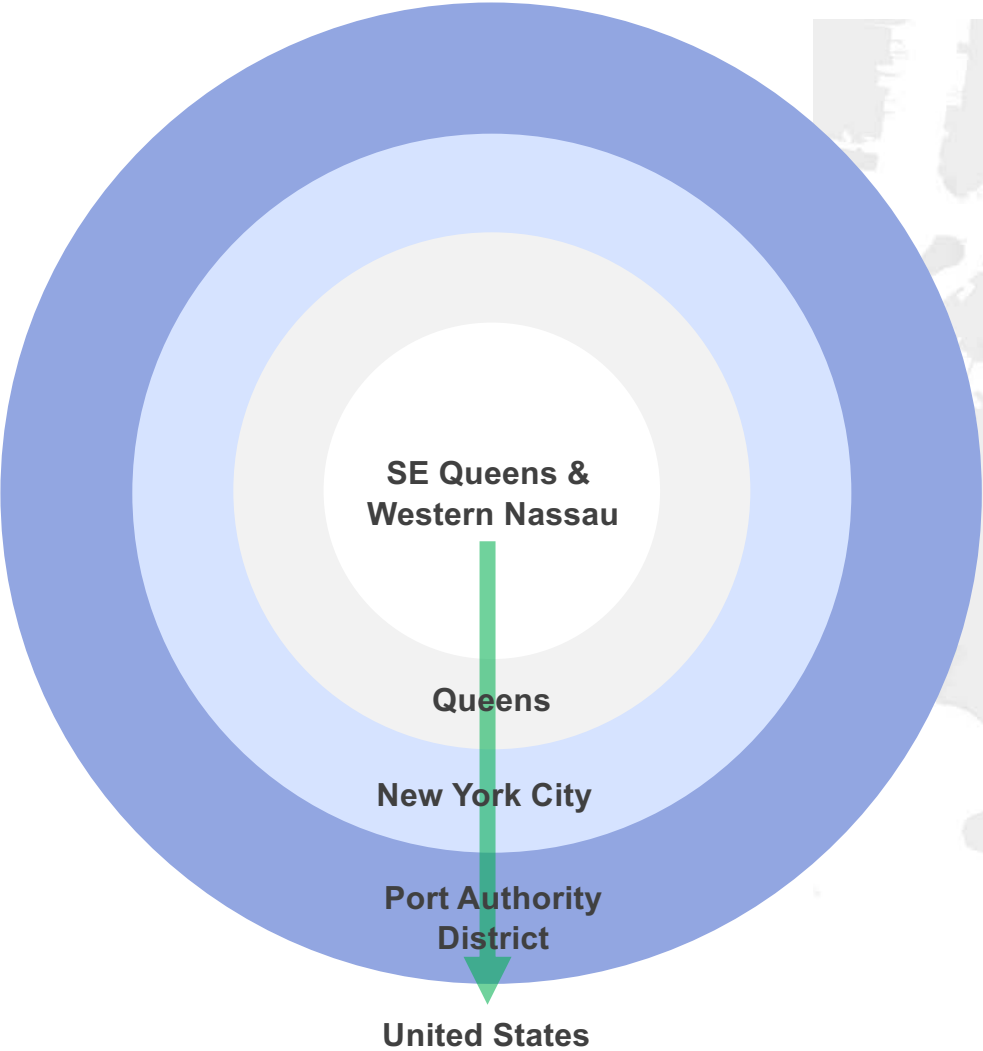 SE Queens &
Western Nassau
Queens
New York City
Port Authority
District
United States